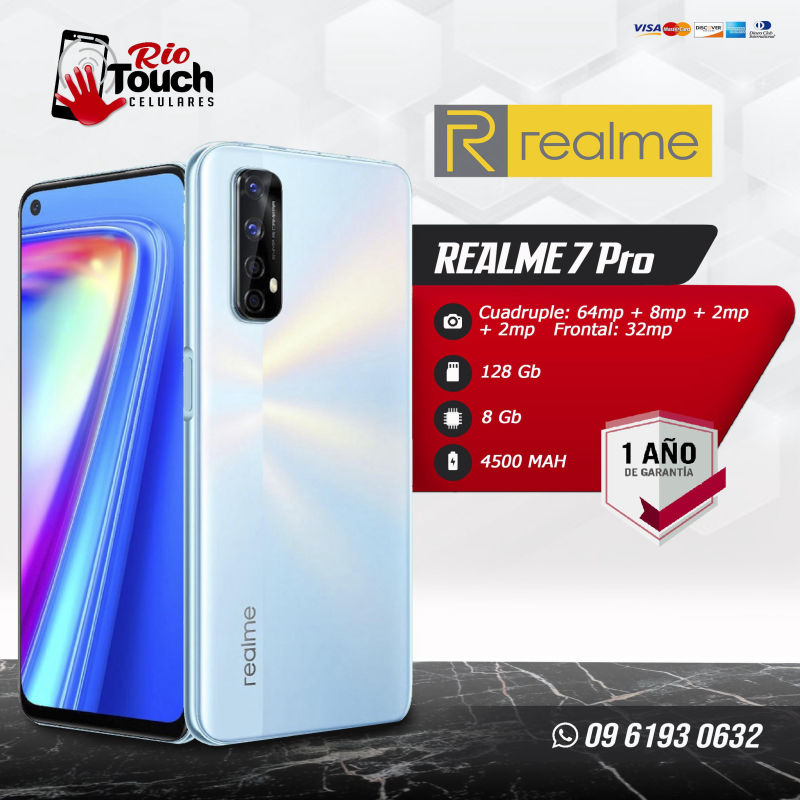 Rio
Touch
CELULARES
VISA MasterCard DISCOVER Diners Club
International
R realme
REALME 7 Pro
Cuadruple: 64mp + 8mp + 2mp
+ 2mp Frontal: 32mp
128 Gb
8 Gb
4500 MAH
1 AÑO
DE GARANTÍA
realme
09 6193 0632